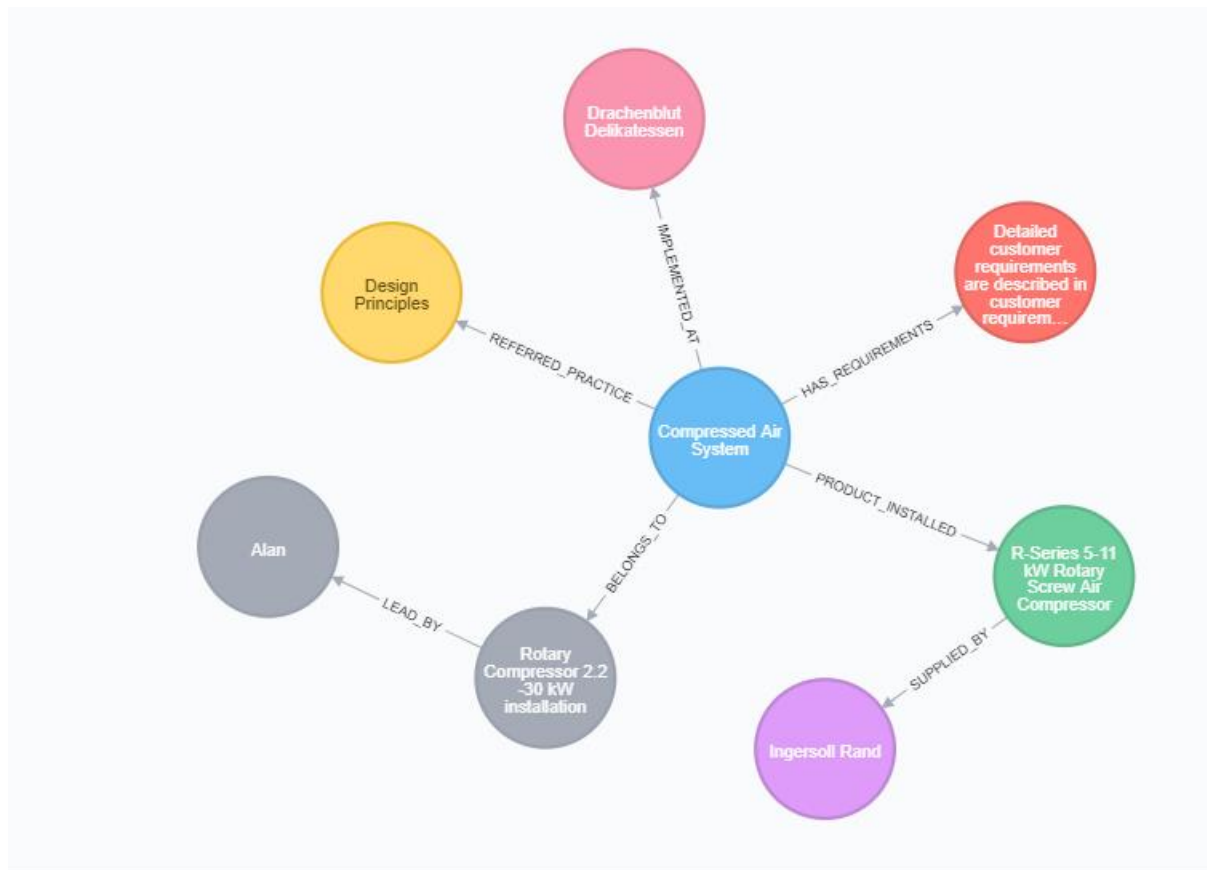 Drachenblut
Delikatessen
Detailed
customer
requirements
are described in
customer
requirem...
Design
Principles
IMPLEMENTED_AT
HAS_REQUIREMENTS
REFERRED_PRACTICE
Compressed Air
System
PRODUCT_INSTALLED
BELONGS_TO
Alan
LEAD_BY
R-Series 5-11
kW Rotary
Screw Air
Compressor
Rotary
Compressor 2.2
-30 kW
installation
SUPPLIED_BY
Ingersoll Rand